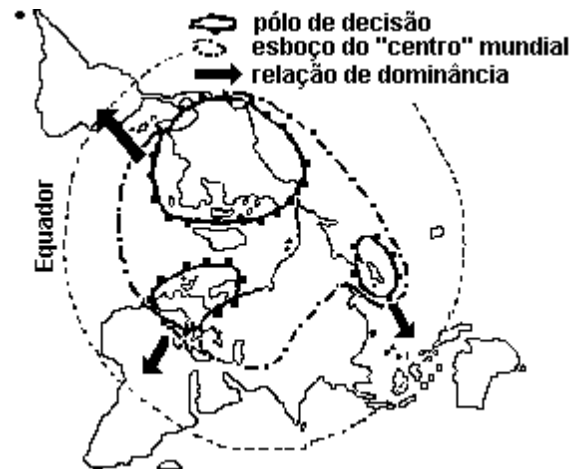 pólo de decisão
esboço do "centro" mundial
relação de dominância
Equador